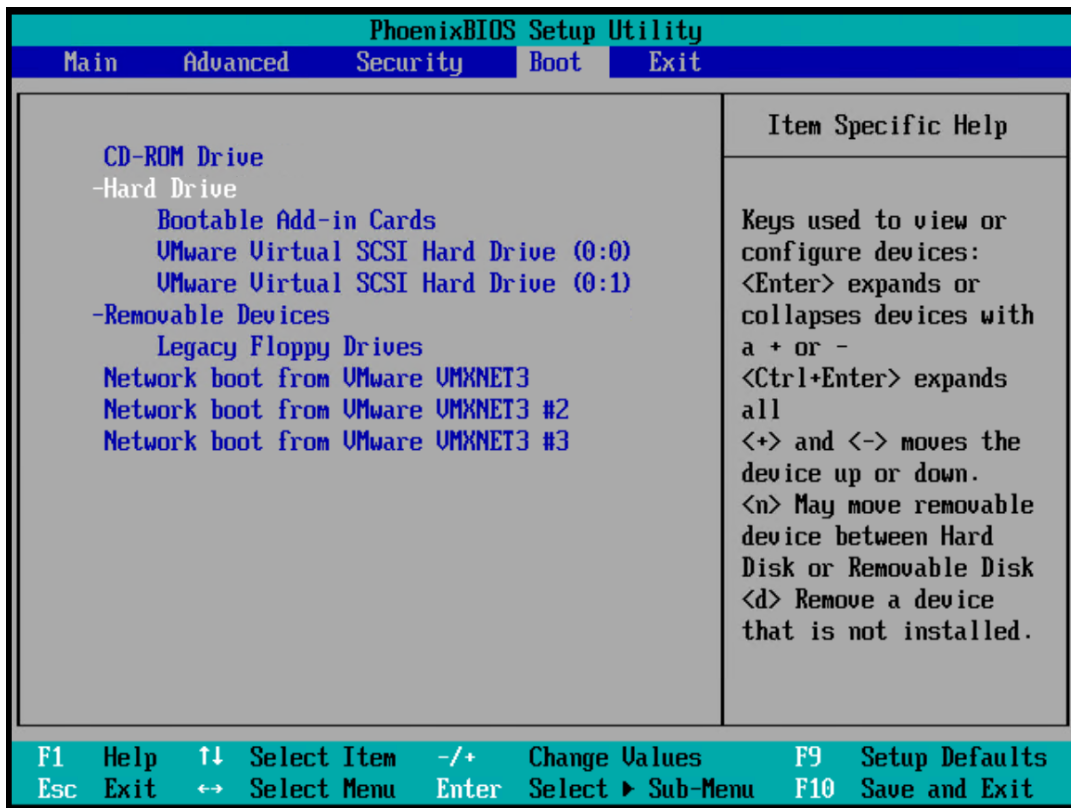 PhoenixBIOS Setup Utility
Main Advanced Security Boot Exit
CD-ROM Drive
-Hard Drive
Bootable Add-in Cards
VMware Virtual SCSI Hard Drive (0:0)
VMware Virtual SCSI Hard Drive (0:1)
-Removable Devices
Legacy Floppy Drives
Network boot from VMware VMXNET3
Network boot from VMware VMXNET3 #2
Network boot from VMware VMXNET3 #3
Item Specific Help
Keys used to view or
configure devices:
<Enter> expands or
collapses devices with
a + or -
<Ctrl+Enter> expands
all
<+> and <-> moves the
device up or down.
<n> May move removable
device between Hard
Disk or Removable Disk
<d> Remove a device
that is not installed.
F1 Help ↑↓ Select Item -/+ Change Values F9 Setup Defaults
Esc Exit ↔ Select Menu Enter Select ▶ Sub-Menu F10 Save and Exit